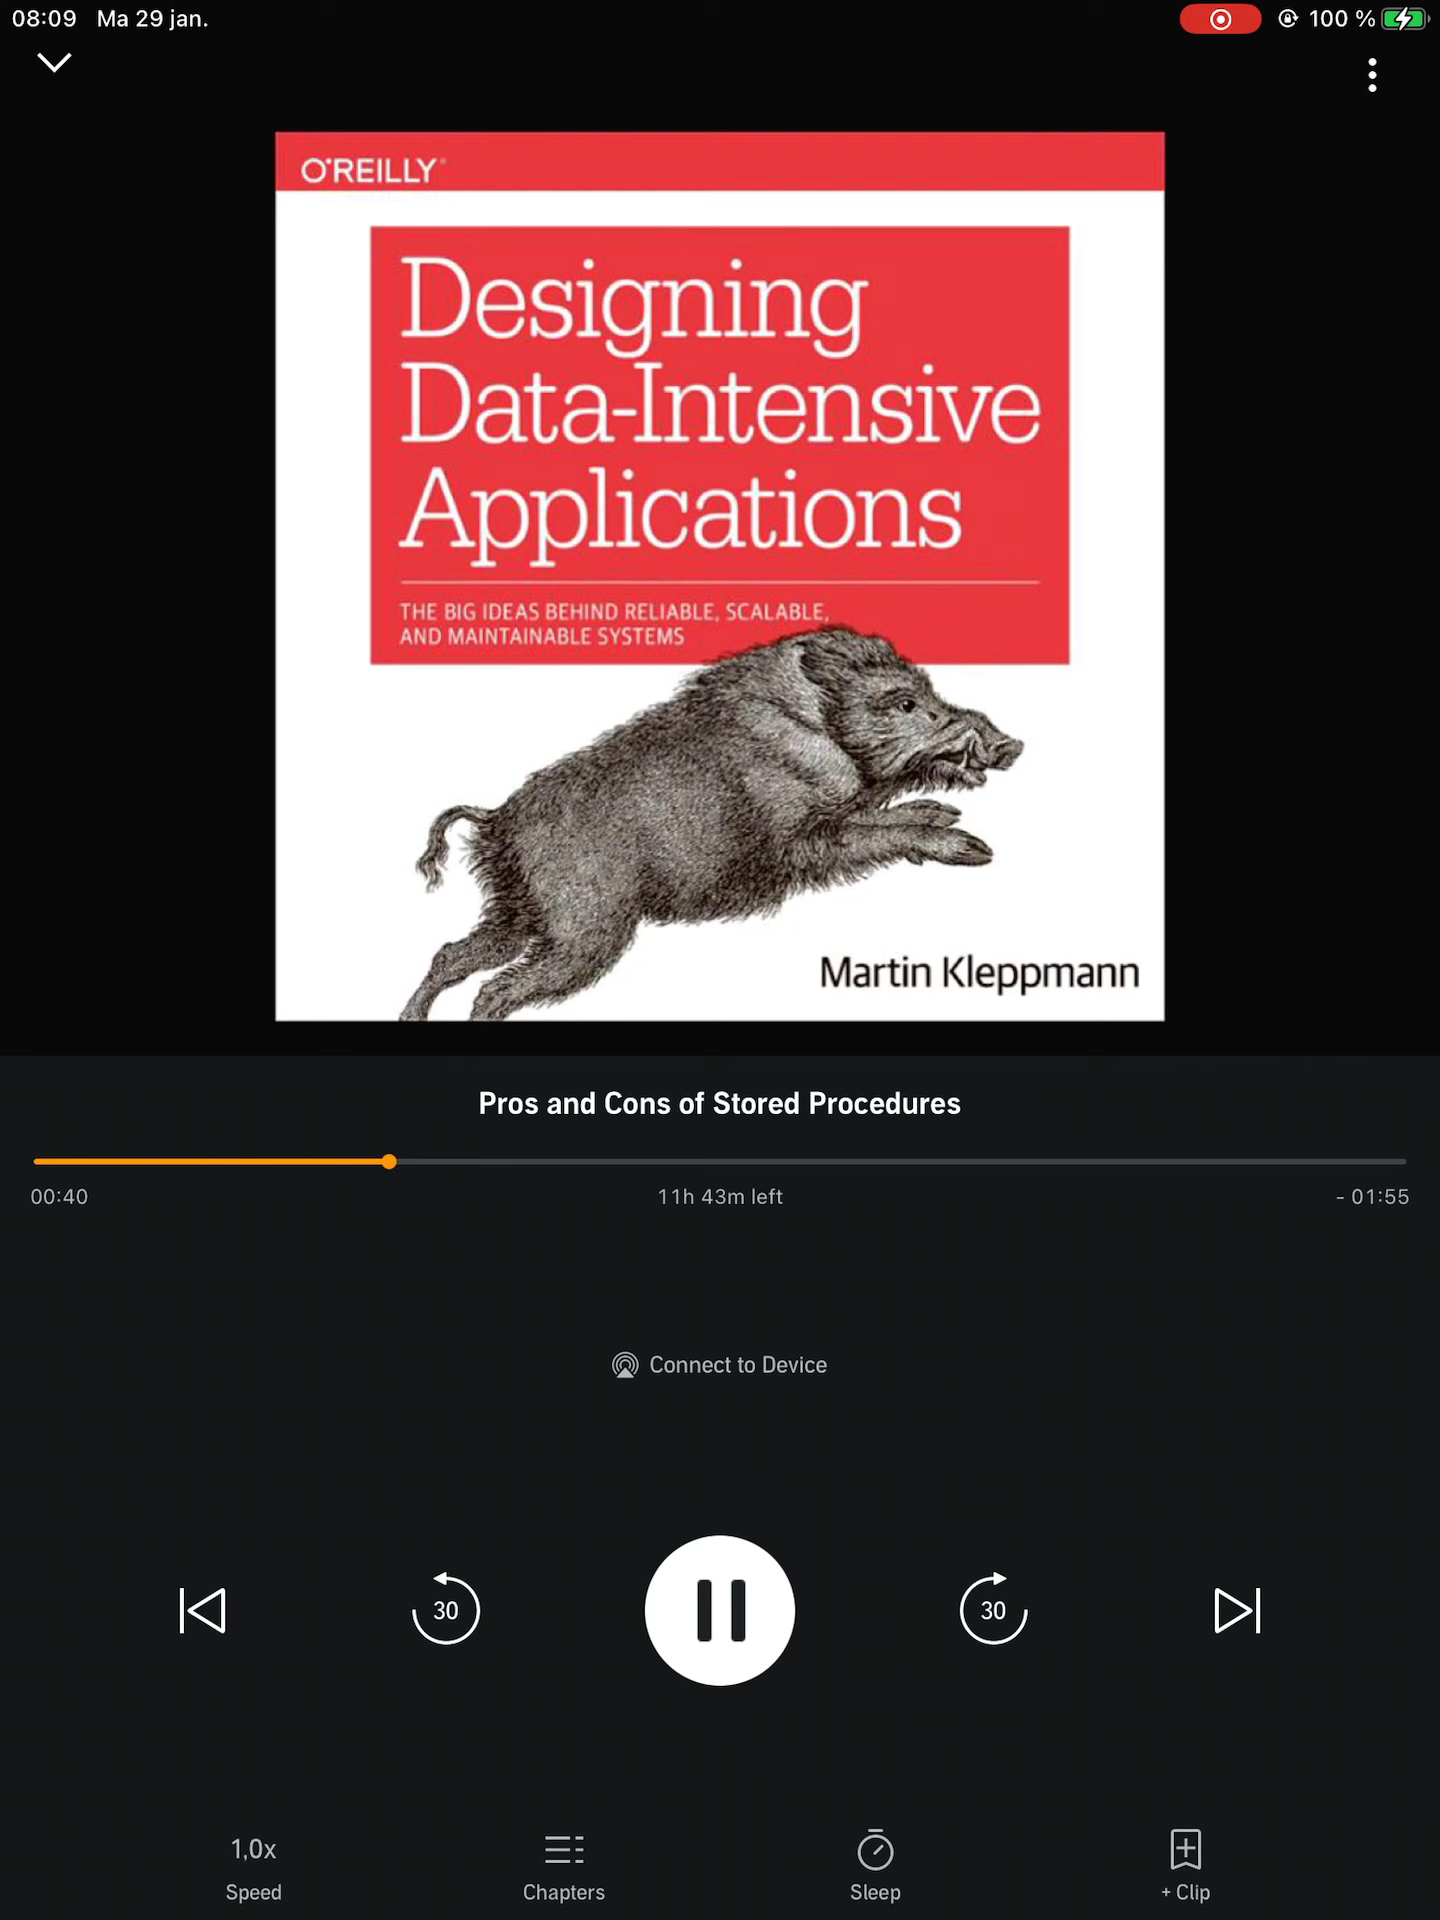 08:09 Ma 29 jan.
100 %
O'REILLY®
Designing
Data-Intensive
Applications
THE BIG IDEAS BEHIND RELIABLE, SCALABLE,
AND MAINTAINABLE SYSTEMS
Martin Kleppmann
Pros and Cons of Stored Procedures
00:40
11h 43m left
- 01:55
Connect to Device
30
30
1,0x
Speed
Chapters
Sleep
+ Clip